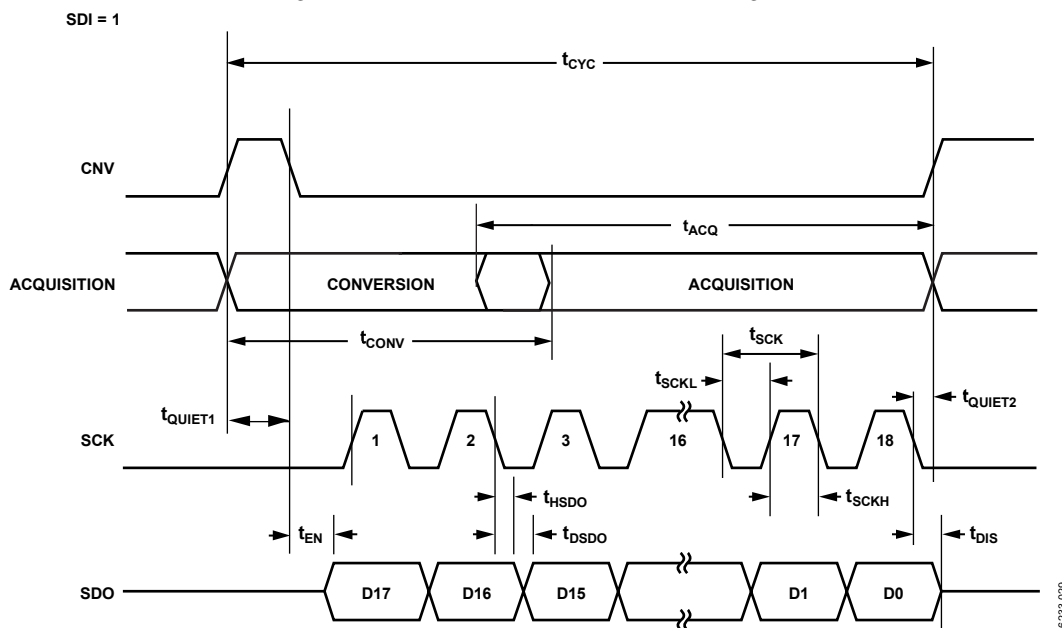 SDI = 1
tCYC
CNV
tACQ
ACQUISITION
CONVERSION
ACQUISITION
tCONV
tSCK
tSCKL
tQUIET1
tQUIET2
SCK
1
2
3
16
17
18
tHSDO
tSCKH
tEN
tDSDO
tDIS
SDO
D17
D16
D15
D1
D0